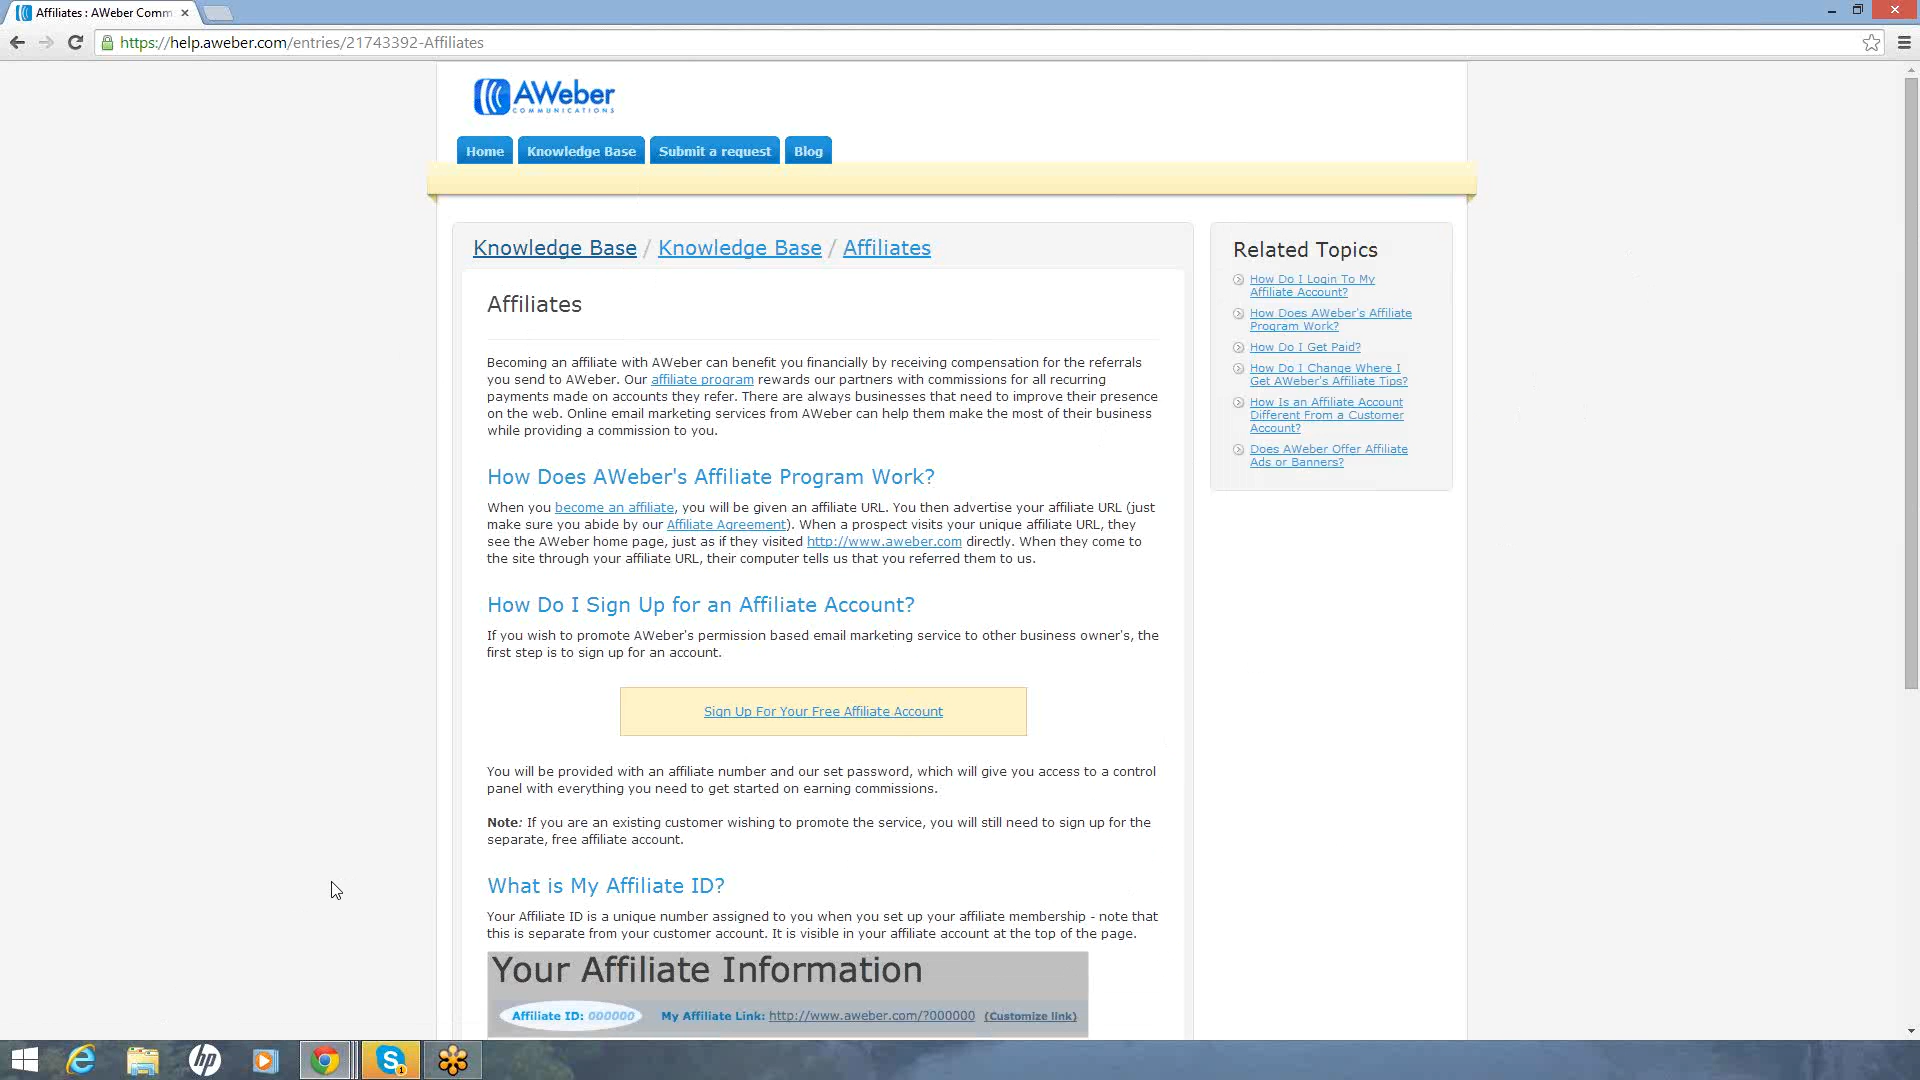 Affiliates : AWeber Comm
https://help.aweber.com/entries/21743392-Affiliates
AWeber
COMMUNICATIONS
Home Knowledge Base Submit a request Blog
Knowledge Base / Knowledge Base / Affiliates
Affiliates
Becoming an affiliate with AWeber can benefit you financially by receiving compensation for the referrals
you send to AWeber. Our affiliate program rewards our partners with commissions for all recurring
payments made on accounts they refer. There are always businesses that need to improve their presence
on the web. Online email marketing services from AWeber can help them make the most of their business
while providing a commission to you.
How Does AWeber's Affiliate Program Work?
When you become an affiliate, you will be given an affiliate URL. You then advertise your affiliate URL (just
make sure you abide by our Affiliate Agreement). When a prospect visits your unique affiliate URL, they
see the AWeber home page, just as if they visited http://www.aweber.com directly. When they come to
the site through your affiliate URL, their computer tells us that you referred them to us.
How Do I Sign Up for an Affiliate Account?
If you wish to promote AWeber's permission based email marketing service to other business owner's, the
first step is to sign up for an account.
Sign Up For Your Free Affiliate Account
You will be provided with an affiliate number and our set password, which will give you access to a control
panel with everything you need to get started on earning commissions.
Note: If you are an existing customer wishing to promote the service, you will still need to sign up for the
separate, free affiliate account.
What is My Affiliate ID?
Your Affiliate ID is a unique number assigned to you when you set up your affiliate membership - note that
this is separate from your customer account. It is visible in your affiliate account at the top of the page.
Your Affiliate Information
Affiliate ID: 000000 My Affiliate Link: http://www.aweber.com/?000000 (Customize link)
Related Topics
How Do I Login To My
Affiliate Account?
How Does AWeber's Affiliate
Program Work?
How Do I Get Paid?
How Do I Change Where I
Get AWeber's Affiliate Tips?
How Is an Affiliate Account
Different From a Customer
Account?
Does AWeber Offer Affiliate
Ads or Banners?
hp
S
1